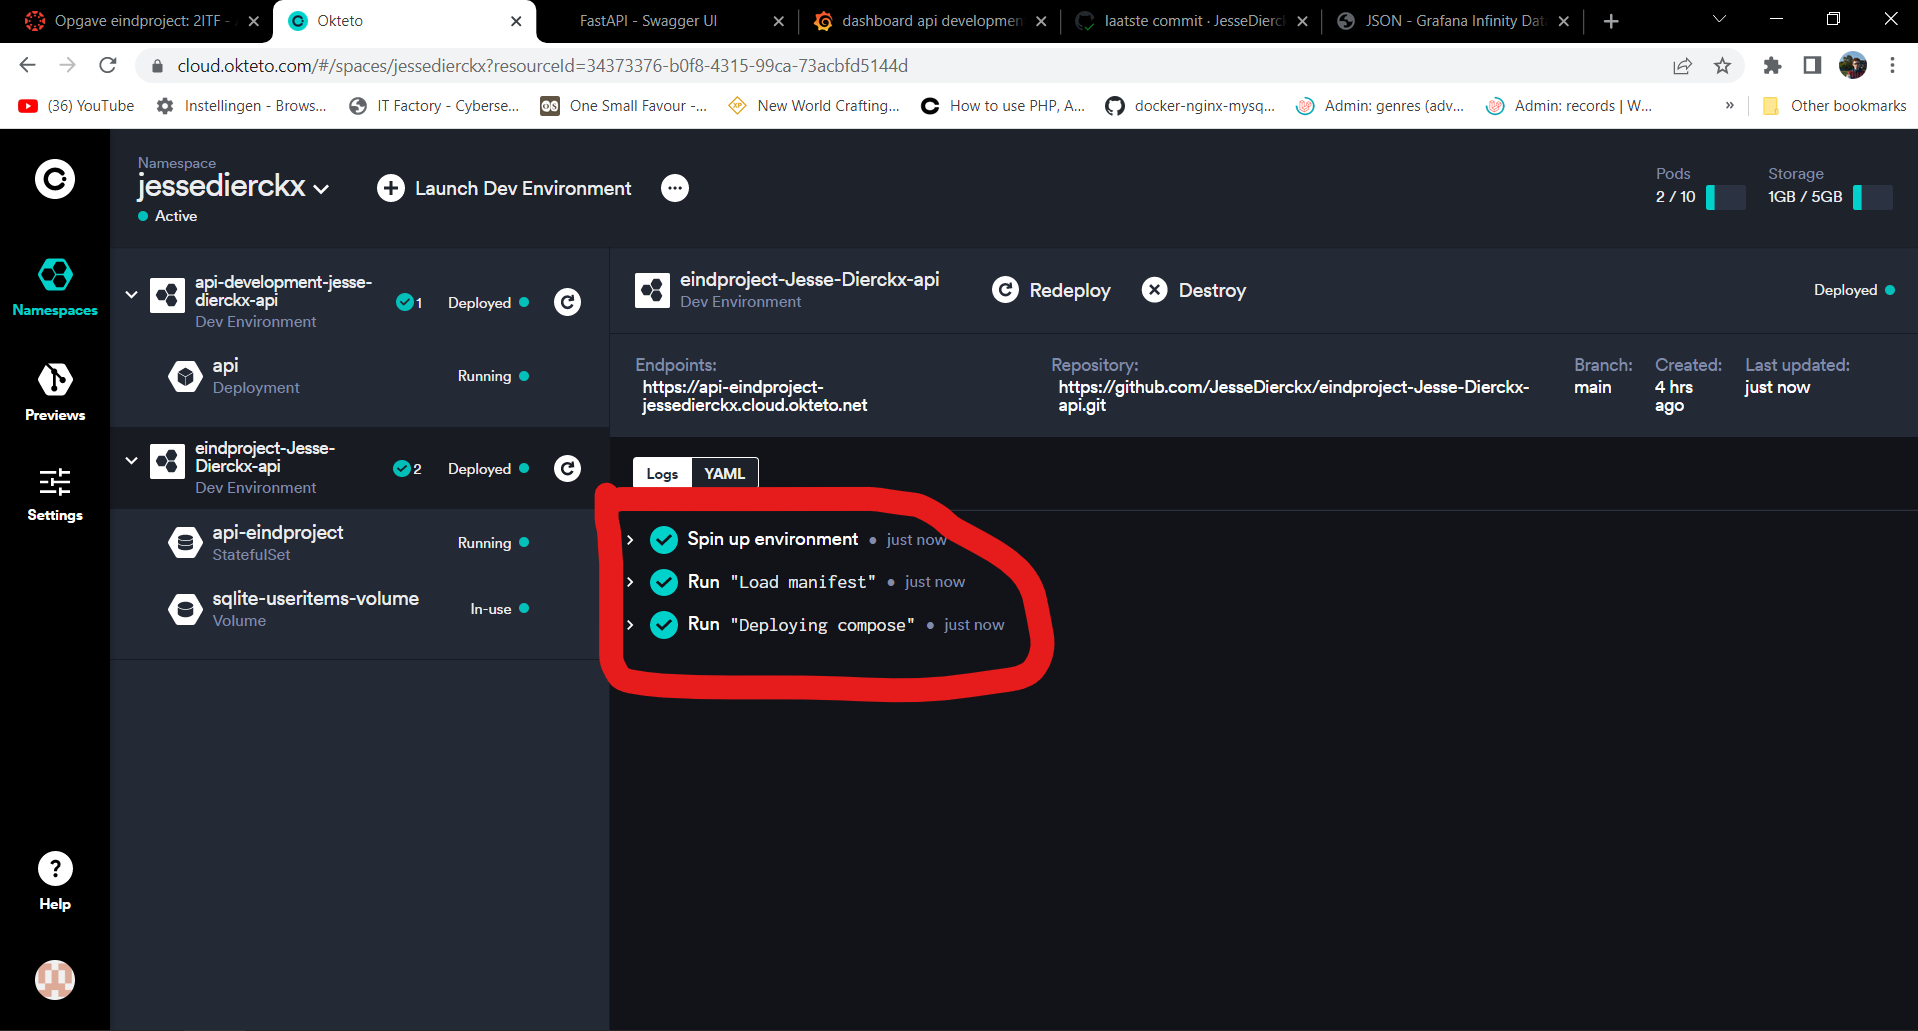 Opgave eindproject: 2ITF -
Okteto
FastAPI - Swagger UI
dashboard api developmen
laatste commit · JesseDierck
JSON - Grafana Infinity Dat
cloud.okteto.com/#/spaces/jessedierckx?resourceId=34373376-b0f8-4315-99ca-73acbfd5144d
(36) YouTube
Instellingen - Brows...
IT Factory - Cyberse...
One Small Favour -...
New World Crafting...
How to use PHP, A...
docker-nginx-mysq...
Admin: genres (adv...
Admin: records | W...
»
Other bookmarks
Namespace
jessedierckx
Active
Launch Dev Environment
Pods
2 / 10
Storage
1GB / 5GB
Namespaces
Previews
Settings
Help
api-development-jesse-
dierckx-api
Dev Environment
1
Deployed
api
Deployment
Running
eindproject-Jesse-
Dierckx-api
Dev Environment
2
Deployed
api-eindproject
StatefulSet
Running
sqlite-useritems-volume
Volume
In-use
eindproject-Jesse-Dierckx-api
Dev Environment
Redeploy
Destroy
Deployed
Endpoints:
https://api-eindproject-
jessedierckx.cloud.okteto.net
Repository:
https://github.com/JesseDierckx/eindproject-Jesse-Dierckx-
api.git
Branch:
main
Created:
4 hrs
ago
Last updated:
just now
Logs
YAML
Spin up environment • just now
Run "Load manifest" • just now
Run "Deploying compose" • just now